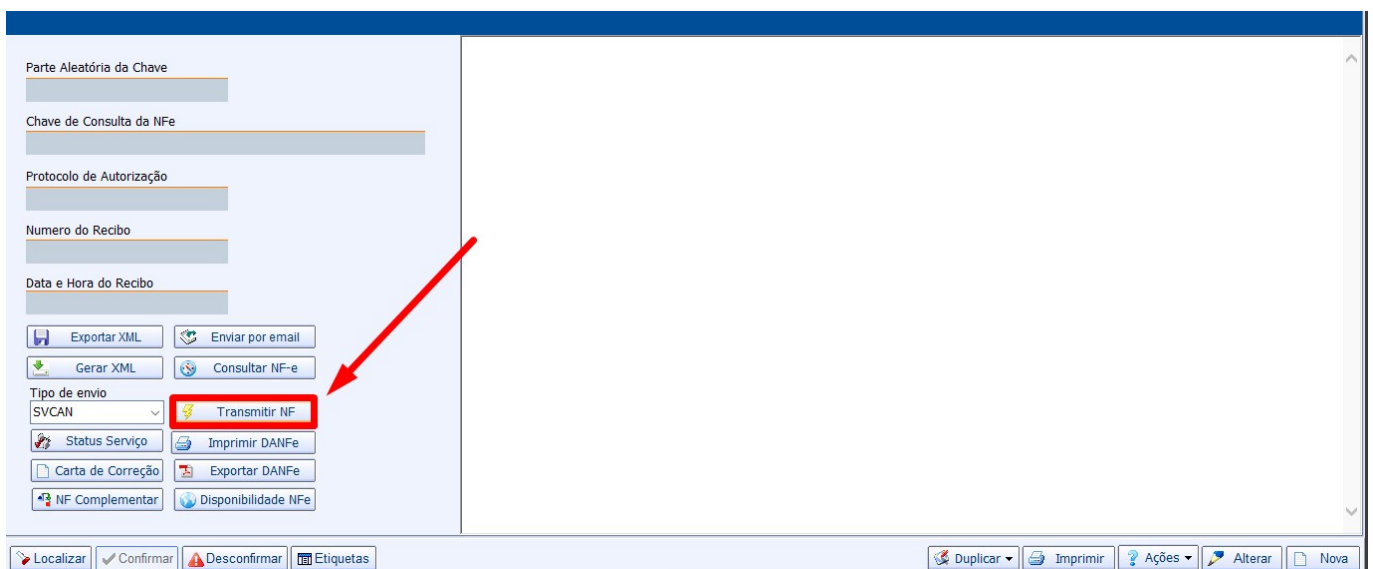 Parte Aleatória da Chave
Chave de Consulta da NFe
Protocolo de Autorização
Numero do Recibo
Data e Hora do Recibo
Exportar XML Enviar por email
Gerar XML Consultar NF-e
Tipo de envio
SVCAN Transmitir NF
Status Serviço Imprimir DANFe
Carta de Correção Exportar DANFe
NF Complementar Disponibilidade NFe
Localizar Confirmar Desconfirmar Etiquetas Duplicar Imprimir Ações Alterar Nova